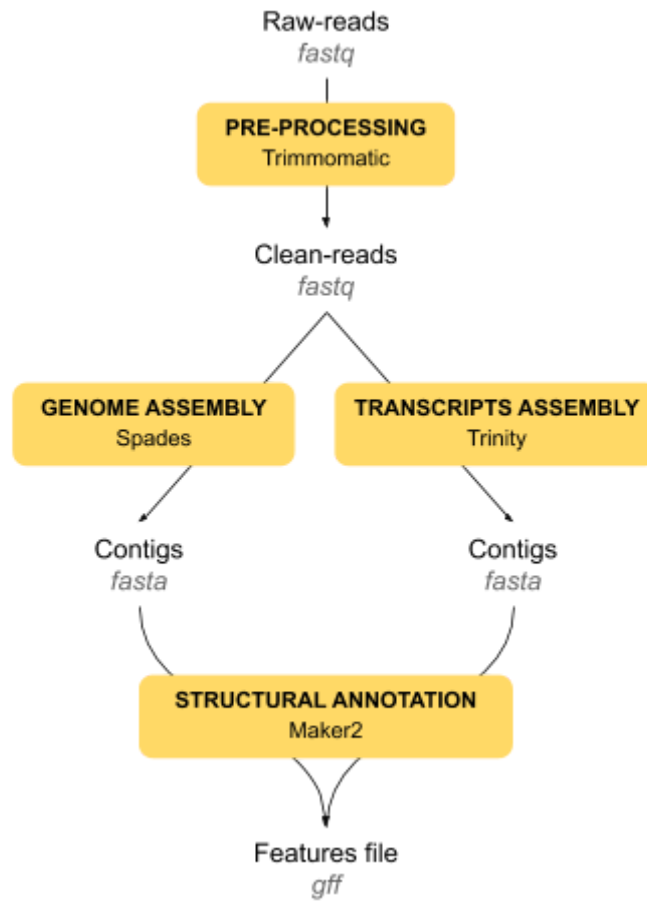 Raw-reads
fastq
PRE-PROCESSING
Trimmomatic
Clean-reads
fastq
GENOME ASSEMBLY
Spades
TRANSCRIPTS ASSEMBLY
Trinity
Contigs
fasta
Contigs
fasta
STRUCTURAL ANNOTATION
Maker2
Features file
gff